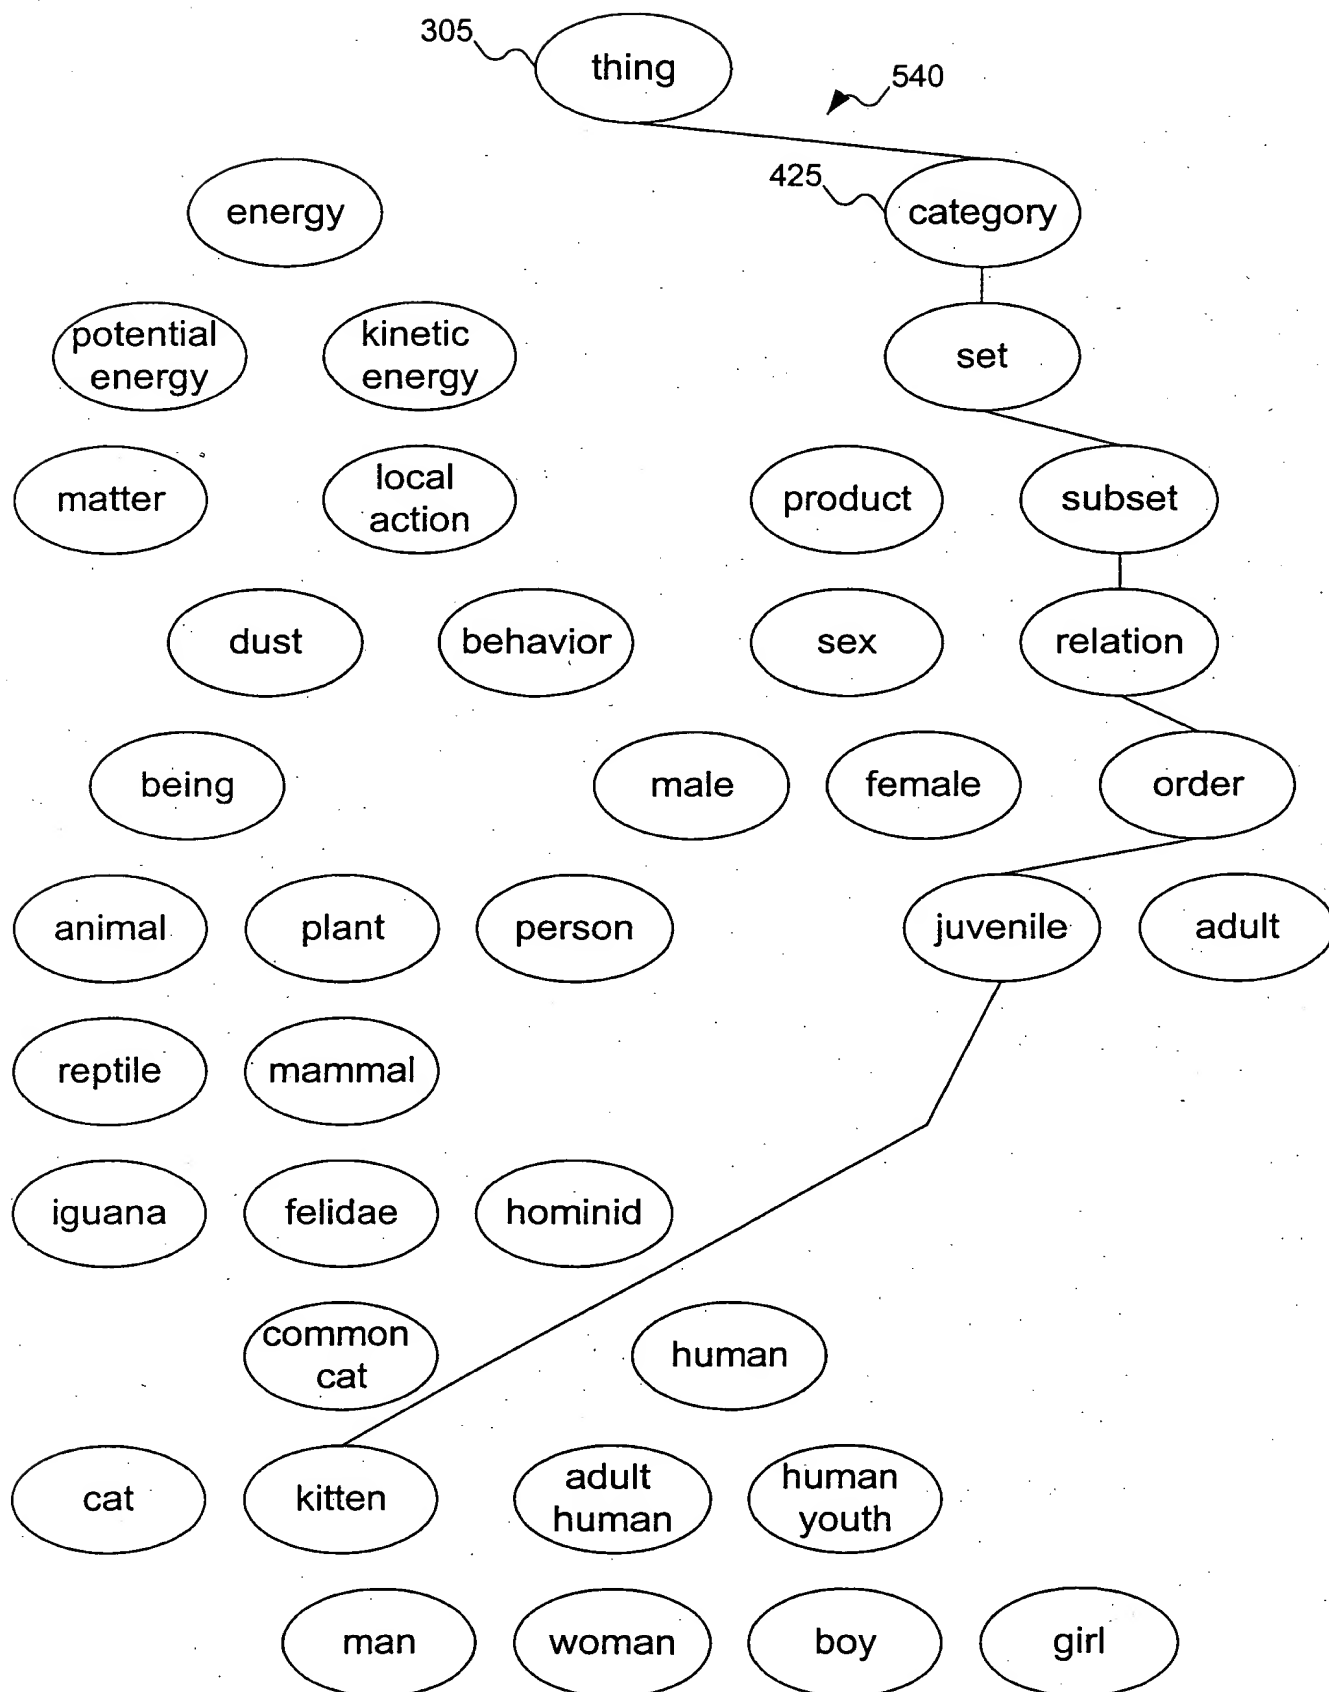 305
thing
540
425
energy
category
potential
energy
kinetic
energy
set
matter
local
action
product
subset
dust
behavior
sex
relation
being
male
female
order
animal
plant
person
juvenile
adult
reptile
mammal
iguana
felidae
hominid
common
cat
human
cat
kitten
adult
human
human
youth
man
woman
boy
girl